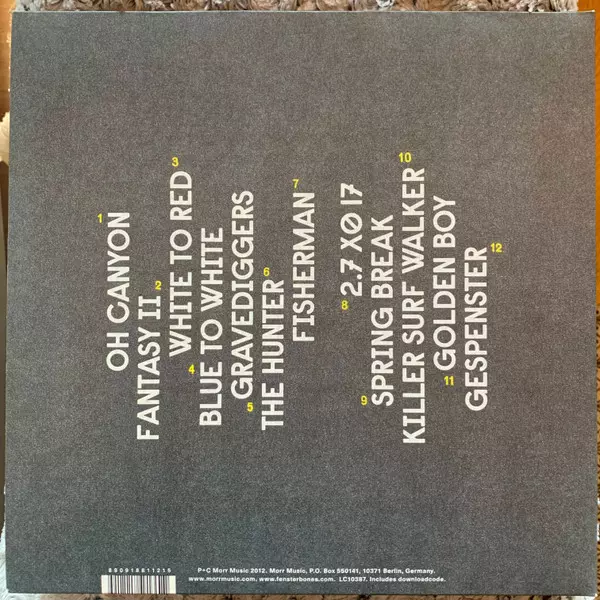 1 OH CANYON
FANTASY II 2
WHITE TO RED 3
4 BLUE TO WHITE
5 GRAVEDIGGERS
THE HUNTER 6
FISHERMAN 7
8 2.7 XØ 17
9 SPRING BREAK
KILLER SURF WALKER 10
11 GOLDEN BOY
GESPENSTER 12
880918811215
P+C Morr Music 2012. Morr Music, P.O. Box 550141, 10371 Berlin, Germany.
www.morrmusic.com, www.fensterbones.com. LC10387. Includes downloadcode.